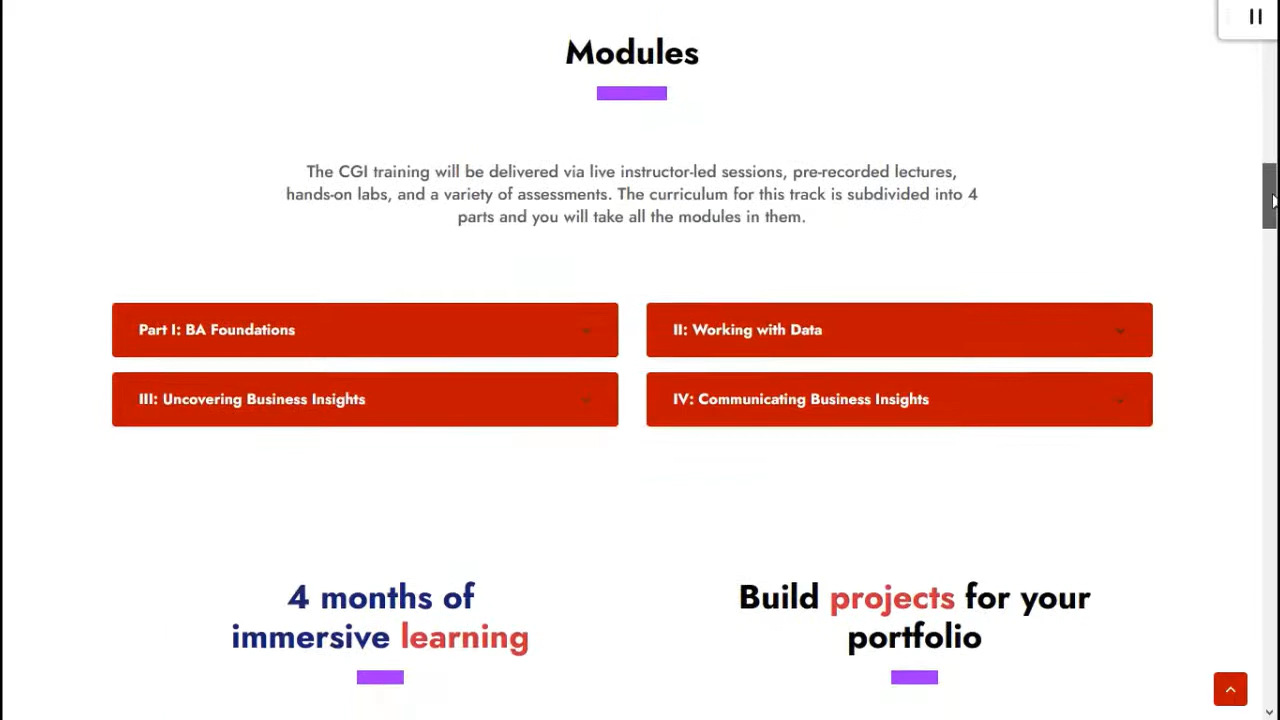 Modules
The CGI training will be delivered via live instructor-led sessions, pre-recorded lectures,
hands-on labs, and a variety of assessments. The curriculum for this track is subdivided into 4
parts and you will take all the modules in them.
Part I: BA Foundations
II: Working with Data
III: Uncovering Business Insights
IV: Communicating Business Insights
4 months of
immersive learning
Build projects for your
portfolio